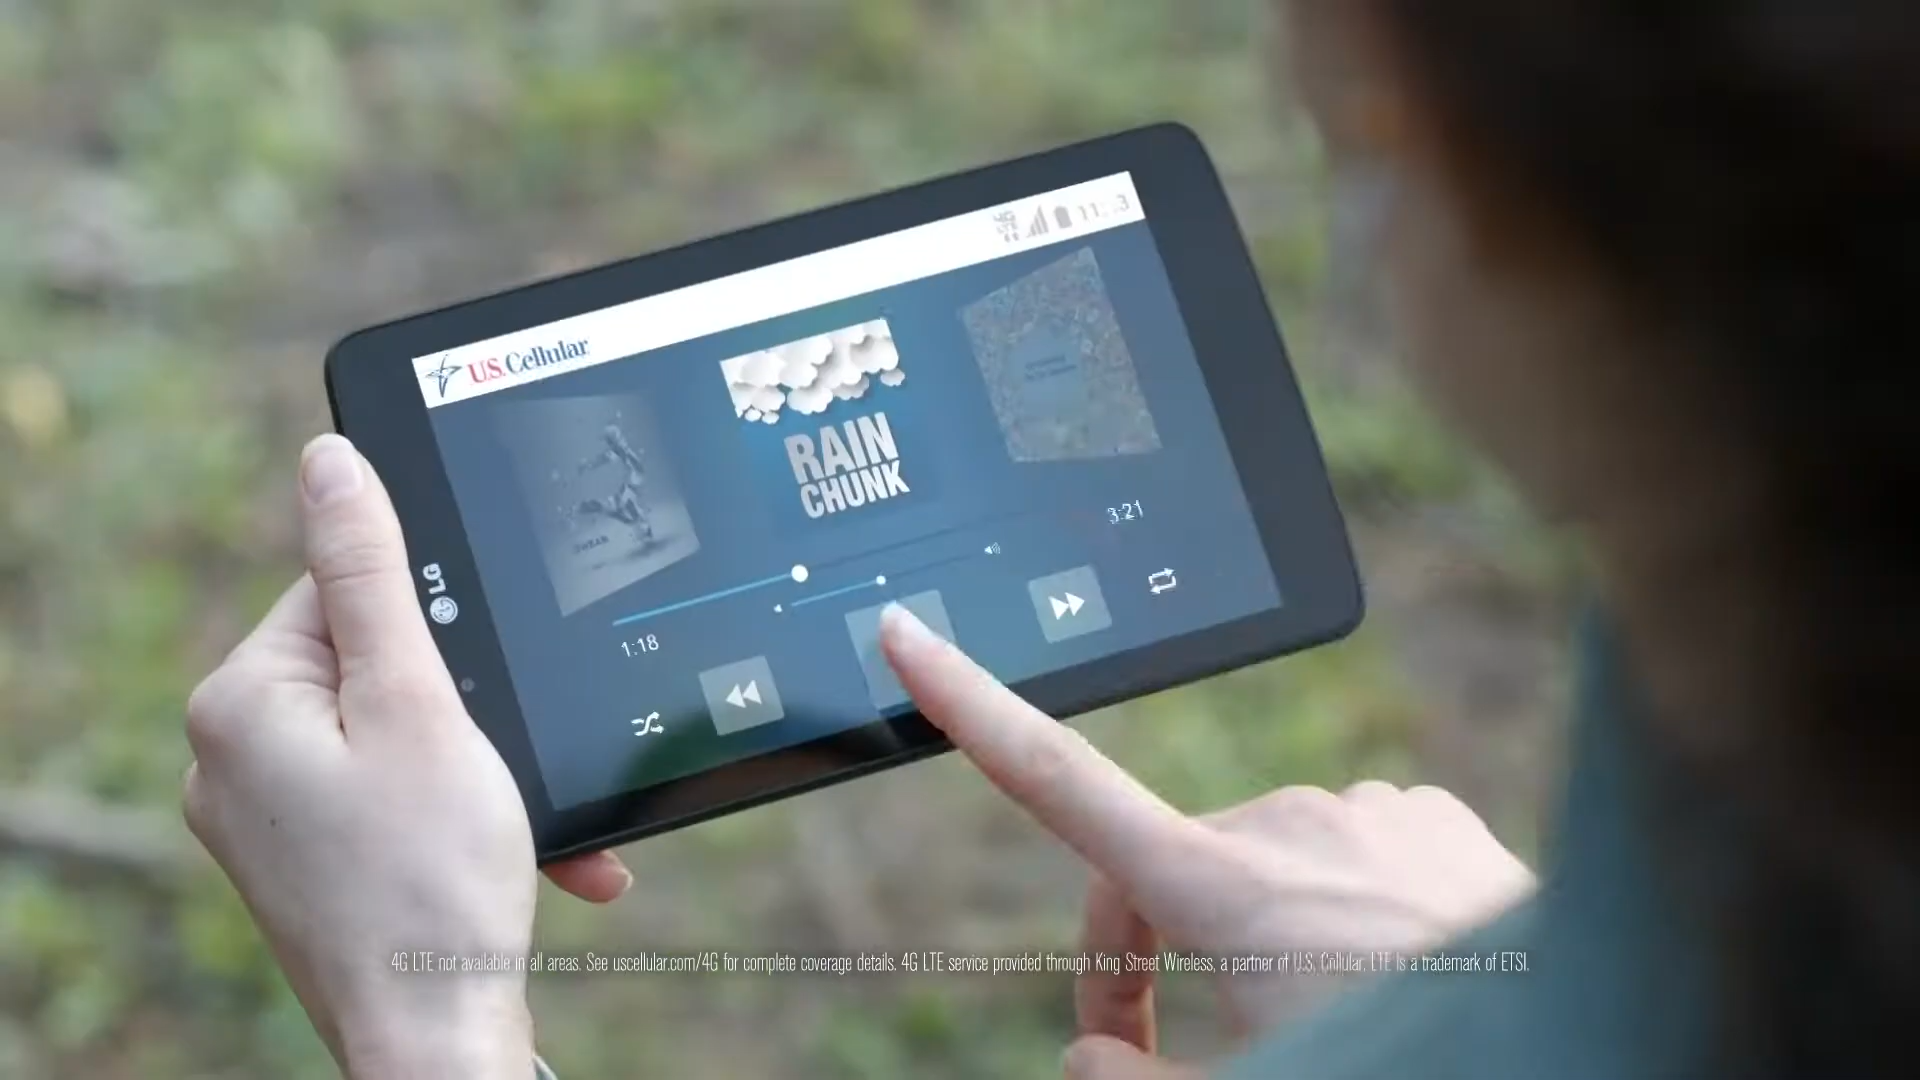 4G
LTE
U.S. Cellular
RAIN
CHUNK
3:21
LG
1:18
4G LTE not available in all areas. See uscellular.com/4G for complete coverage details. 4G LTE service provided through King Street Wireless, a partner of U.S. Cellular. LTE is a trademark of ETSI.